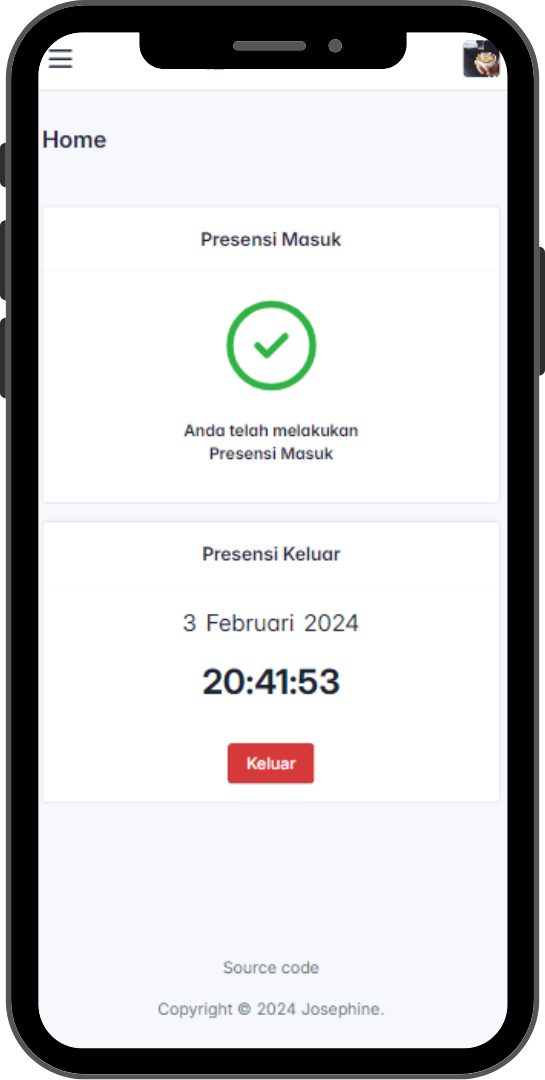 Home
Presensi Masuk
Anda telah melakukan
Presensi Masuk
Presensi Keluar
3 Februari 2024
20:41:53
Keluar
Source code
Copyright © 2024 Josephine.